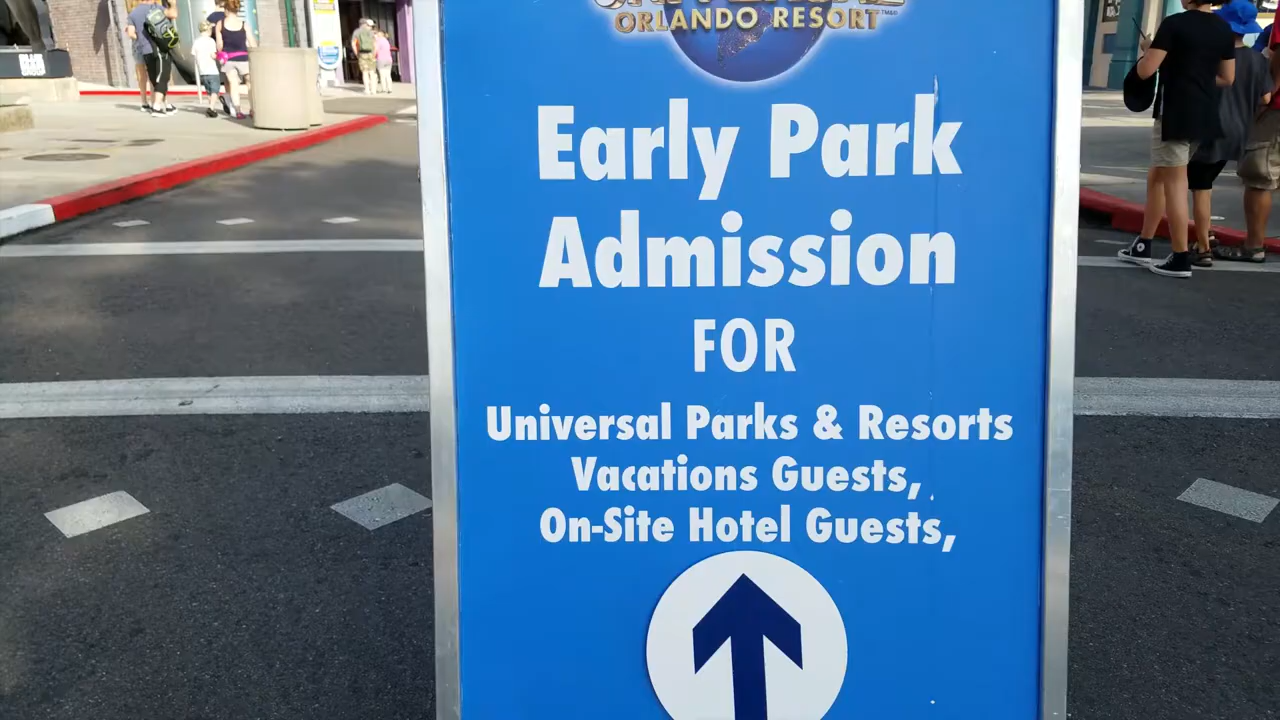 ORLANDO RESORT
Early Park
Admission
FOR
Universal Parks & Resorts
Vacations Guests,
On-Site Hotel Guests,